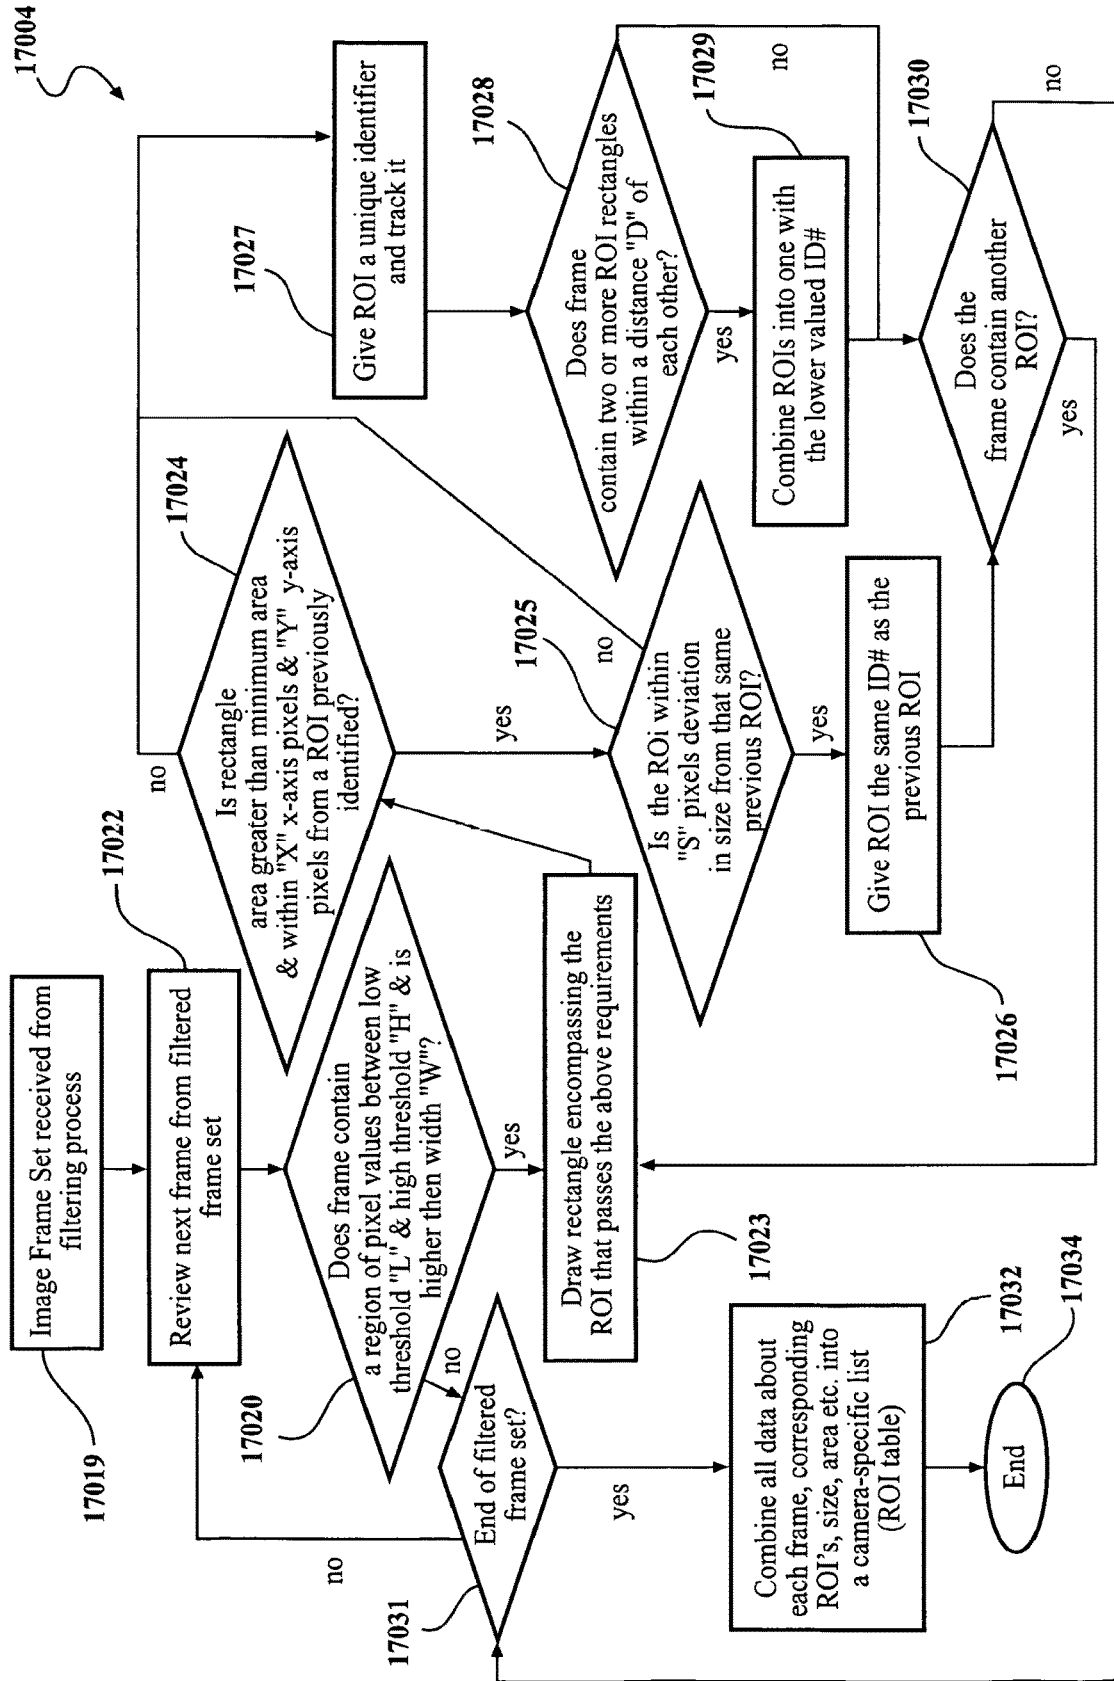 17004
Image Frame Set received from
filtering process
17019
Review next frame from filtered
frame set
17022
Does frame contain
a region of pixel values between low
threshold "L" & high threshold "H" & is
higher then width "W"?
17020
no
yes
End of filtered
frame set?
17031
no
yes
Draw rectangle encompassing the
ROI that passes the above requirements
17023
Combine all data about
each frame, corresponding
ROI's, size, area etc. into
a camera-specific list
(ROI table)
17032
End
17034
Is rectangle
area greater than minimum area
& within "X" x-axis pixels & "Y" y-axis
pixels from a ROI previously
identified?
17024
no
yes
Is the ROi within
"S" pixels deviation
in size from that same
previous ROI?
17025
no
yes
Give ROI the same ID# as the
previous ROI
17026
Give ROI a unique identifier
and track it
17027
Does frame
contain two or more ROI rectangles
within a distance "D" of
each other?
17028
no
yes
Combine ROIs into one with
the lower valued ID#
17029
Does the
frame contain another
ROI?
17030
no
yes